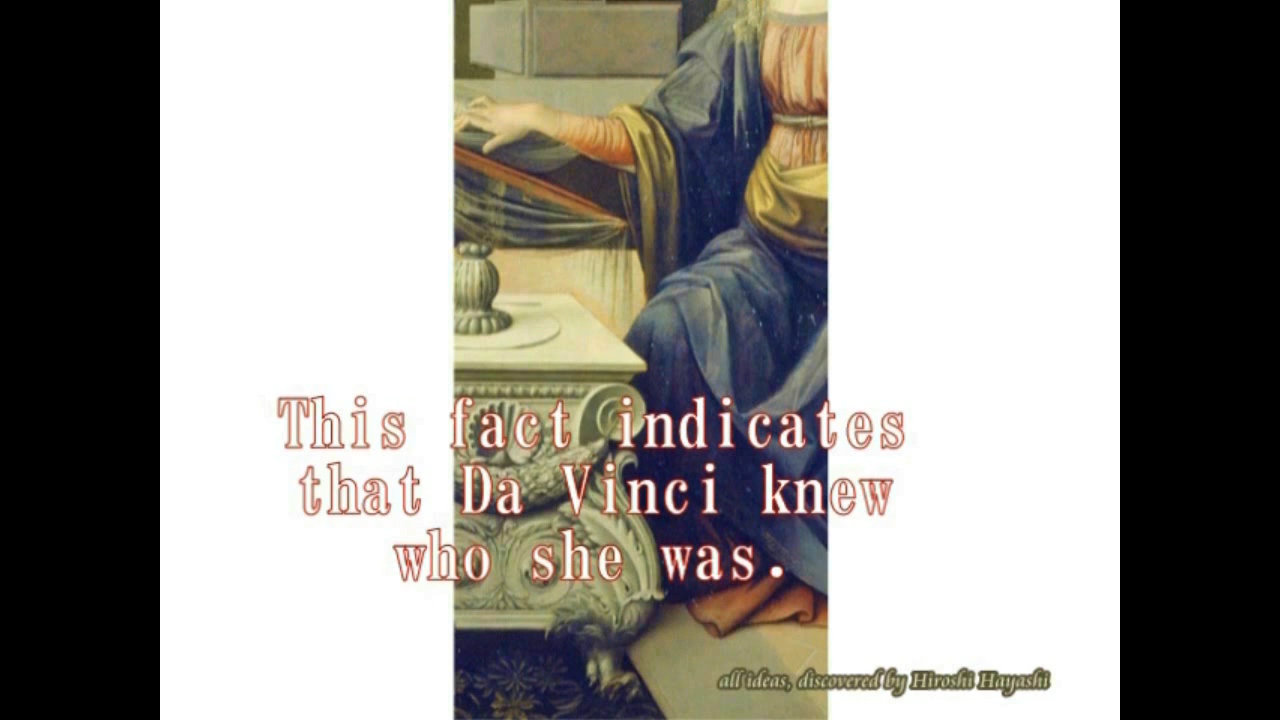 This fact indicates
that Da Vinci knew
who she was.
all ideas, discovered by Hiroshi Hayashi